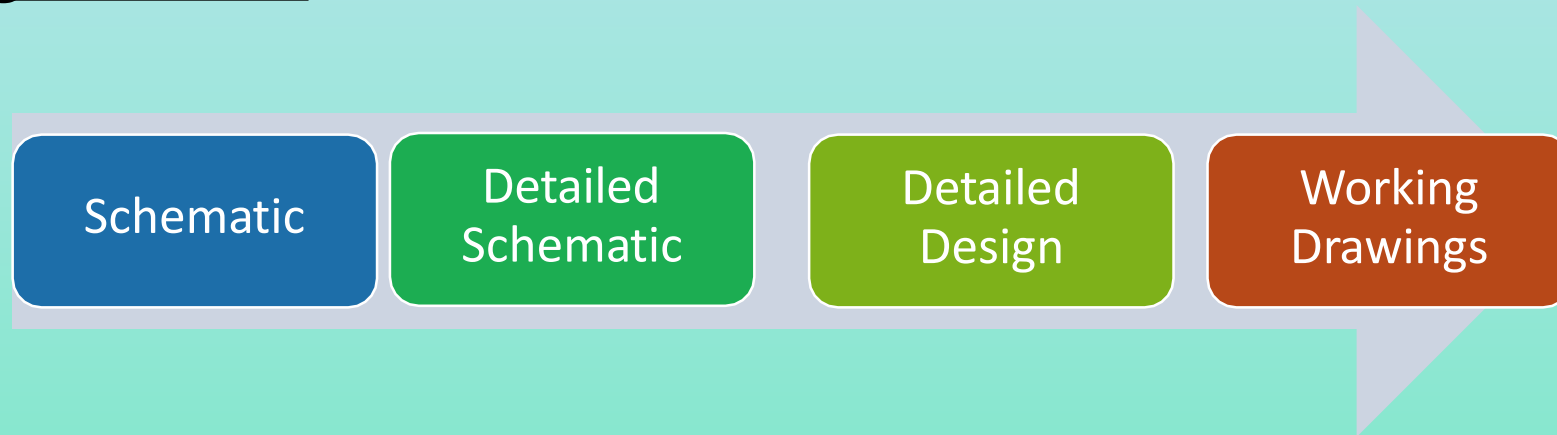 Schematic
Detailed
Schematic
Detailed
Design
Working
Drawings